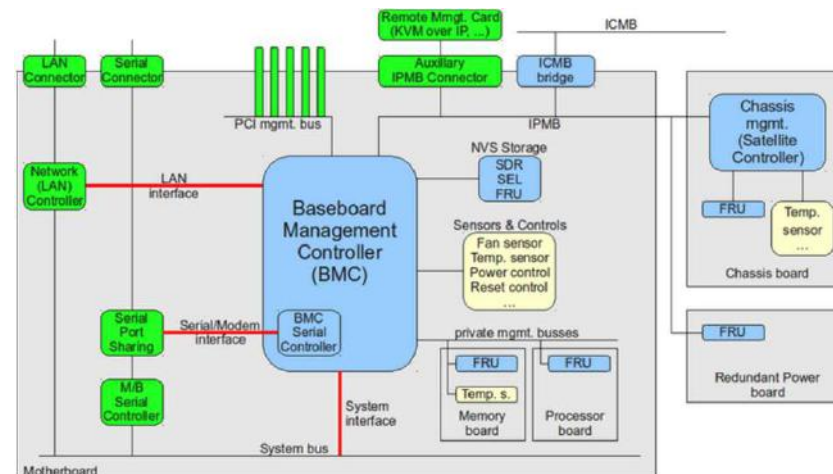 Remote Mmgt. Card
(KVM over IP, ...)
ICMB
LAN
Connector
Serial
Connector
Auxiliary
IPMB Connector
ICMB
bridge
PCI mgmt. bus
IPMB
Chassis
mgmt.
(Satellite
Controller)
NVS Storage
SDR
SEL
FRU
Network
(LAN)
Controller
LAN
interface
Baseboard
Management
Controller
(BMC)
FRU
Temp.
sensor
...
Chassis board
Sensors & Controls
Fan sensor
Temp. sensor
Power control
Reset control
...
Serial
Port
Sharing
Serial/Modem
interface
BMC
Serial
Controller
private mgmt. busses
FRU
Temp. s.
Memory
board
FRU
Processor
board
FRU
Redundant Power
board
M/B
Serial
Controller
System
interface
System bus
Motherboard